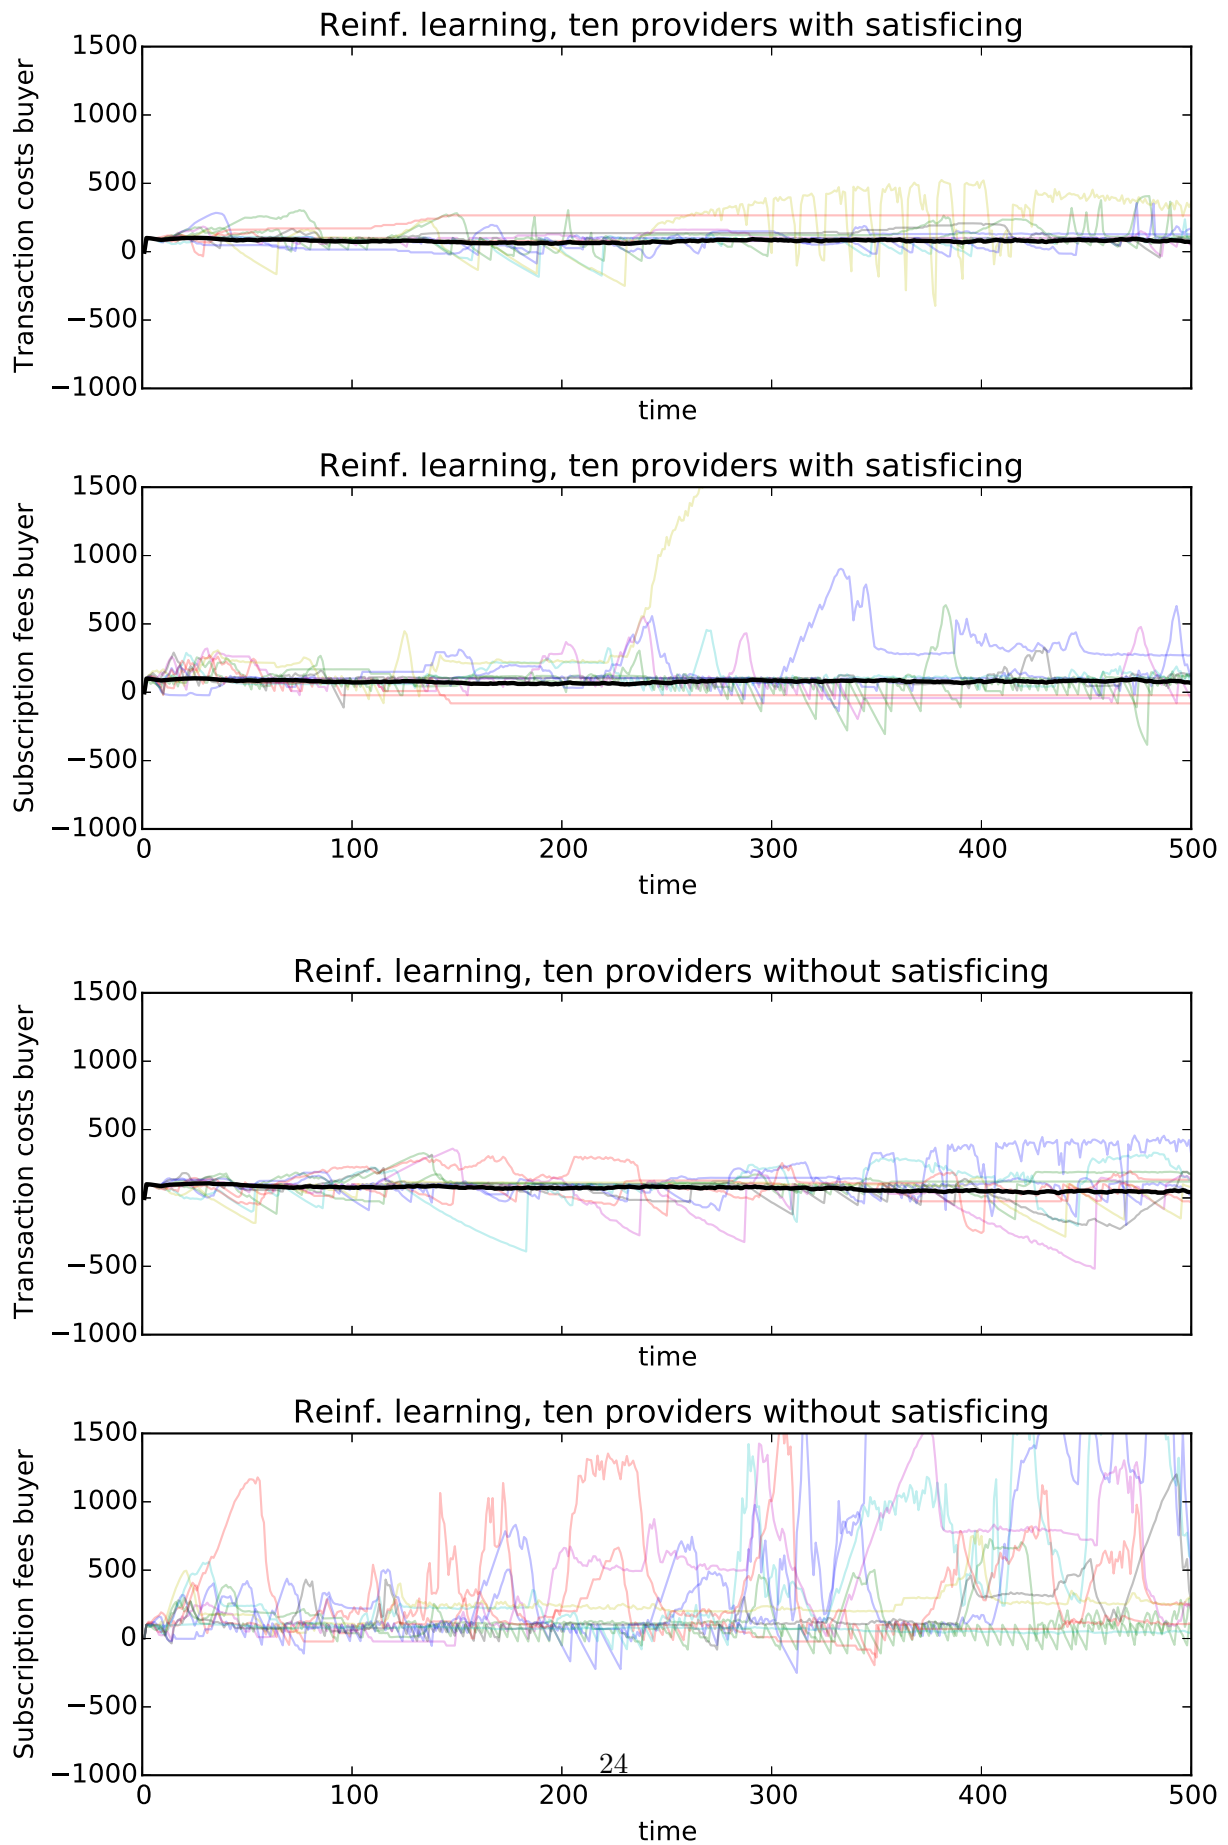 Reinf. learning, ten providers with satisficing
1500
1000
500
0
−500
−1000
Transaction costs buyer
time
Reinf. learning, ten providers with satisficing
1500
1000
500
0
−500
−1000
Subscription fees buyer
0 100 200 300 400 500
time
Reinf. learning, ten providers without satisficing
1500
1000
500
0
−500
−1000
Transaction costs buyer
time
Reinf. learning, ten providers without satisficing
1500
1000
500
0
−500
−1000
Subscription fees buyer
24
0 100 200 300 400 500
time